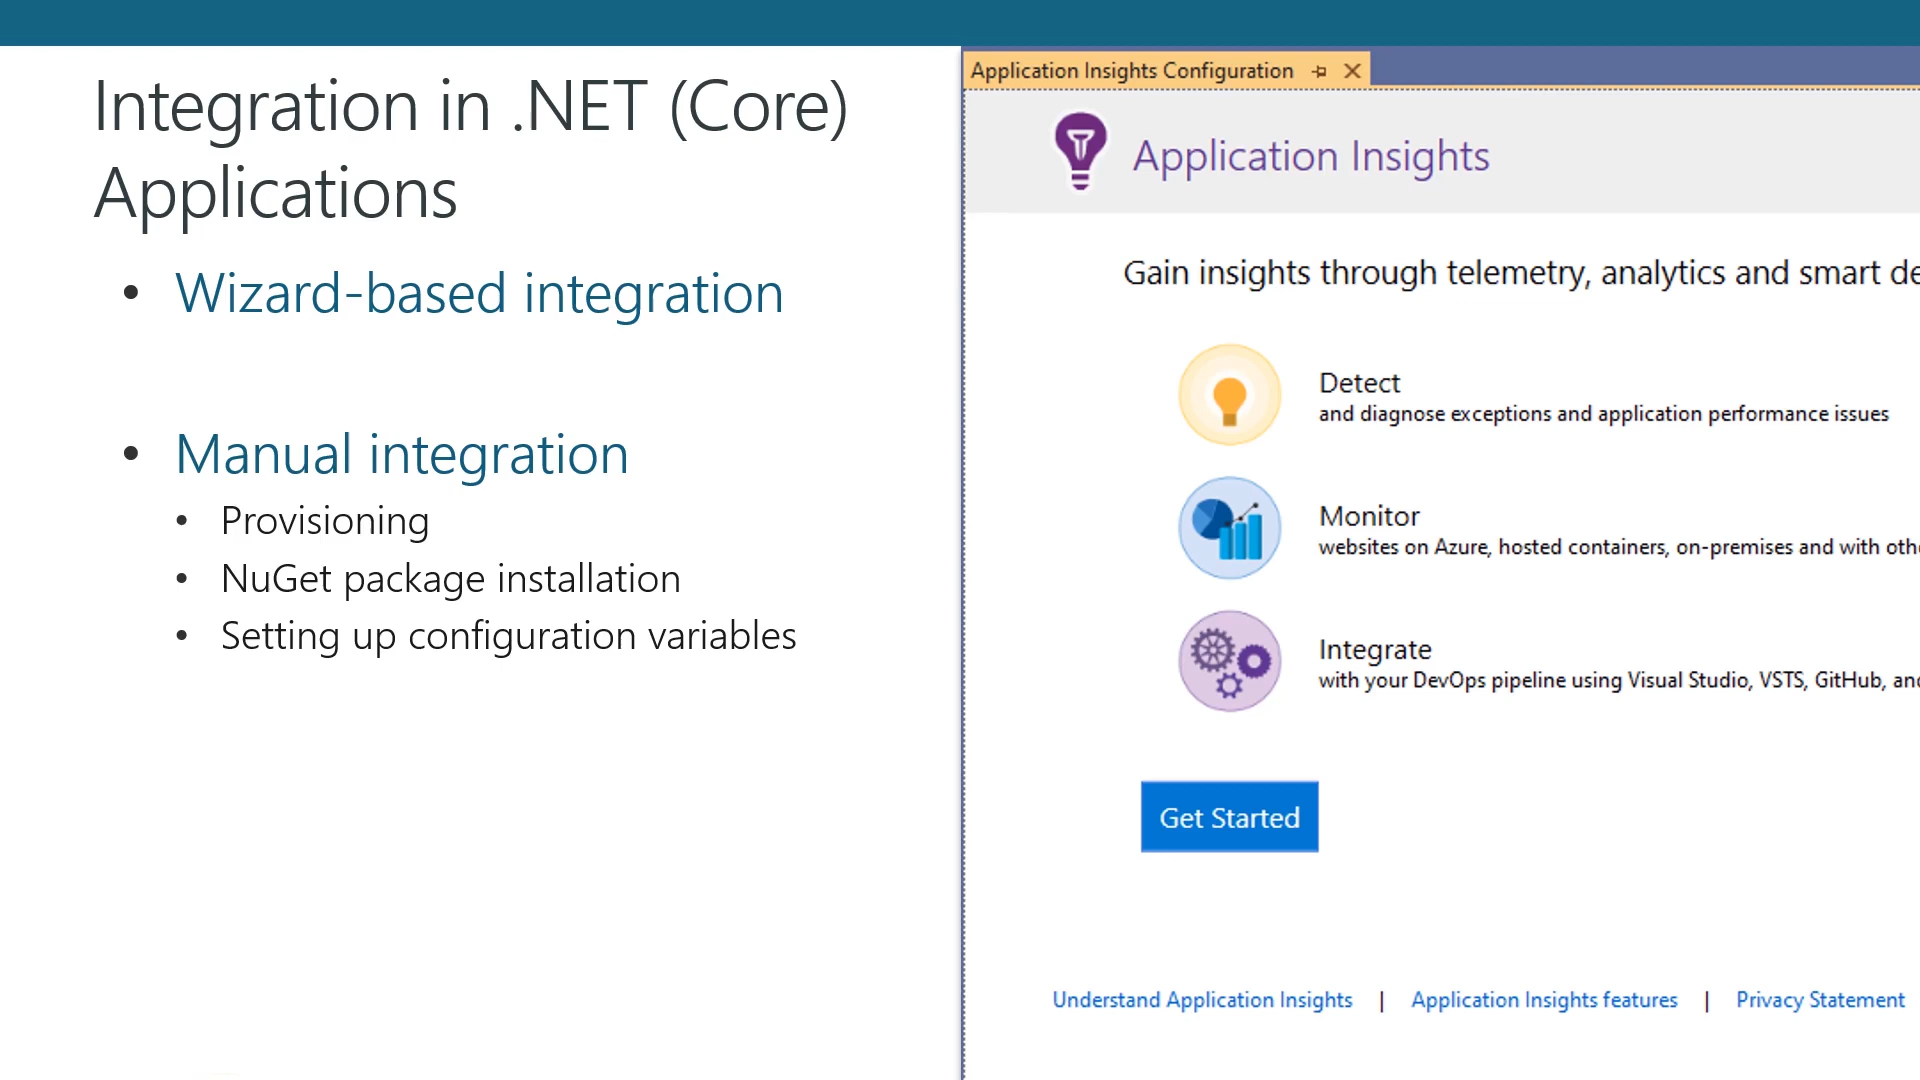 Integration in .NET (Core)
Applications
• Wizard-based integration
• Manual integration
• Provisioning
• NuGet package installation
• Setting up configuration variables
Application Insights Configuration
Application Insights
Gain insights through telemetry, analytics and smart
Detect
and diagnose exceptions and application performance issues
Monitor
websites on Azure, hosted containers, on-premises and with
Integrate
with your DevOps pipeline using Visual Studio, VSTS, GitHub,
Get Started
Understand Application Insights | Application Insights features | Privacy Statement